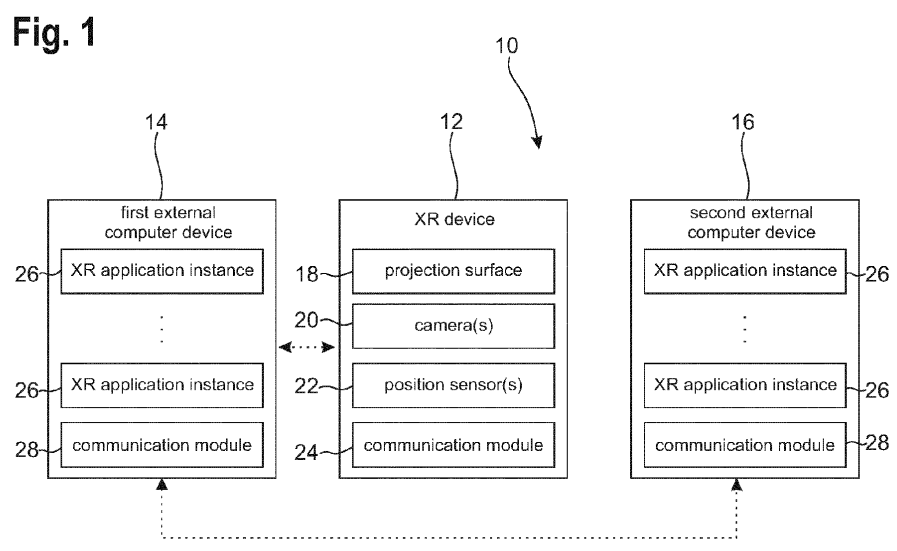 Fig. 1
10
14
12
16
first external
computer device
XR device
second external
computer device
26
XR application instance
18
projection surface
XR application instance
26
20
camera(s)
26
XR application instance
22
position sensor(s)
XR application instance
26
28
communication module
24
communication module
communication module
28